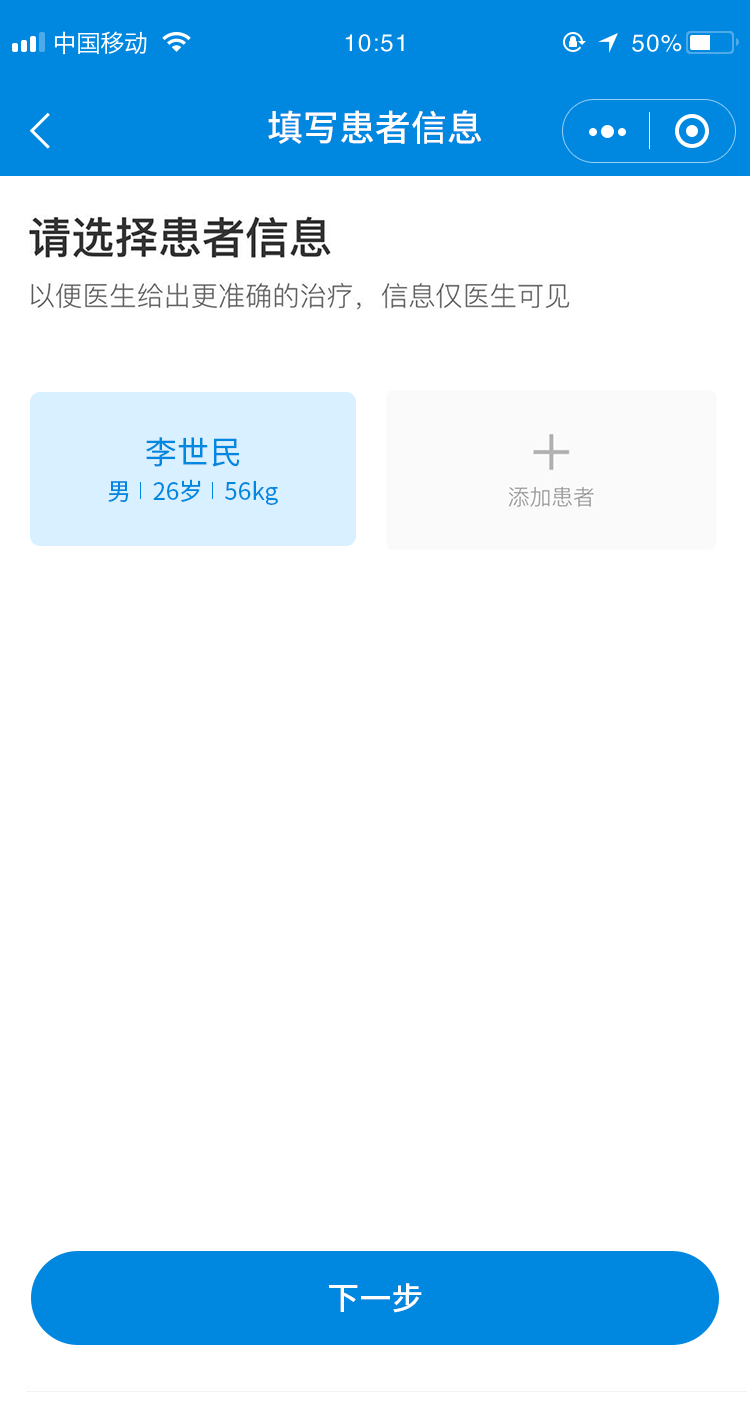 中国移动 10:51 50%
填写患者信息
请选择患者信息
以便医生给出更准确的治疗，信息仅医生可见
李世民
男 | 26岁 | 56kg
添加患者
下一步